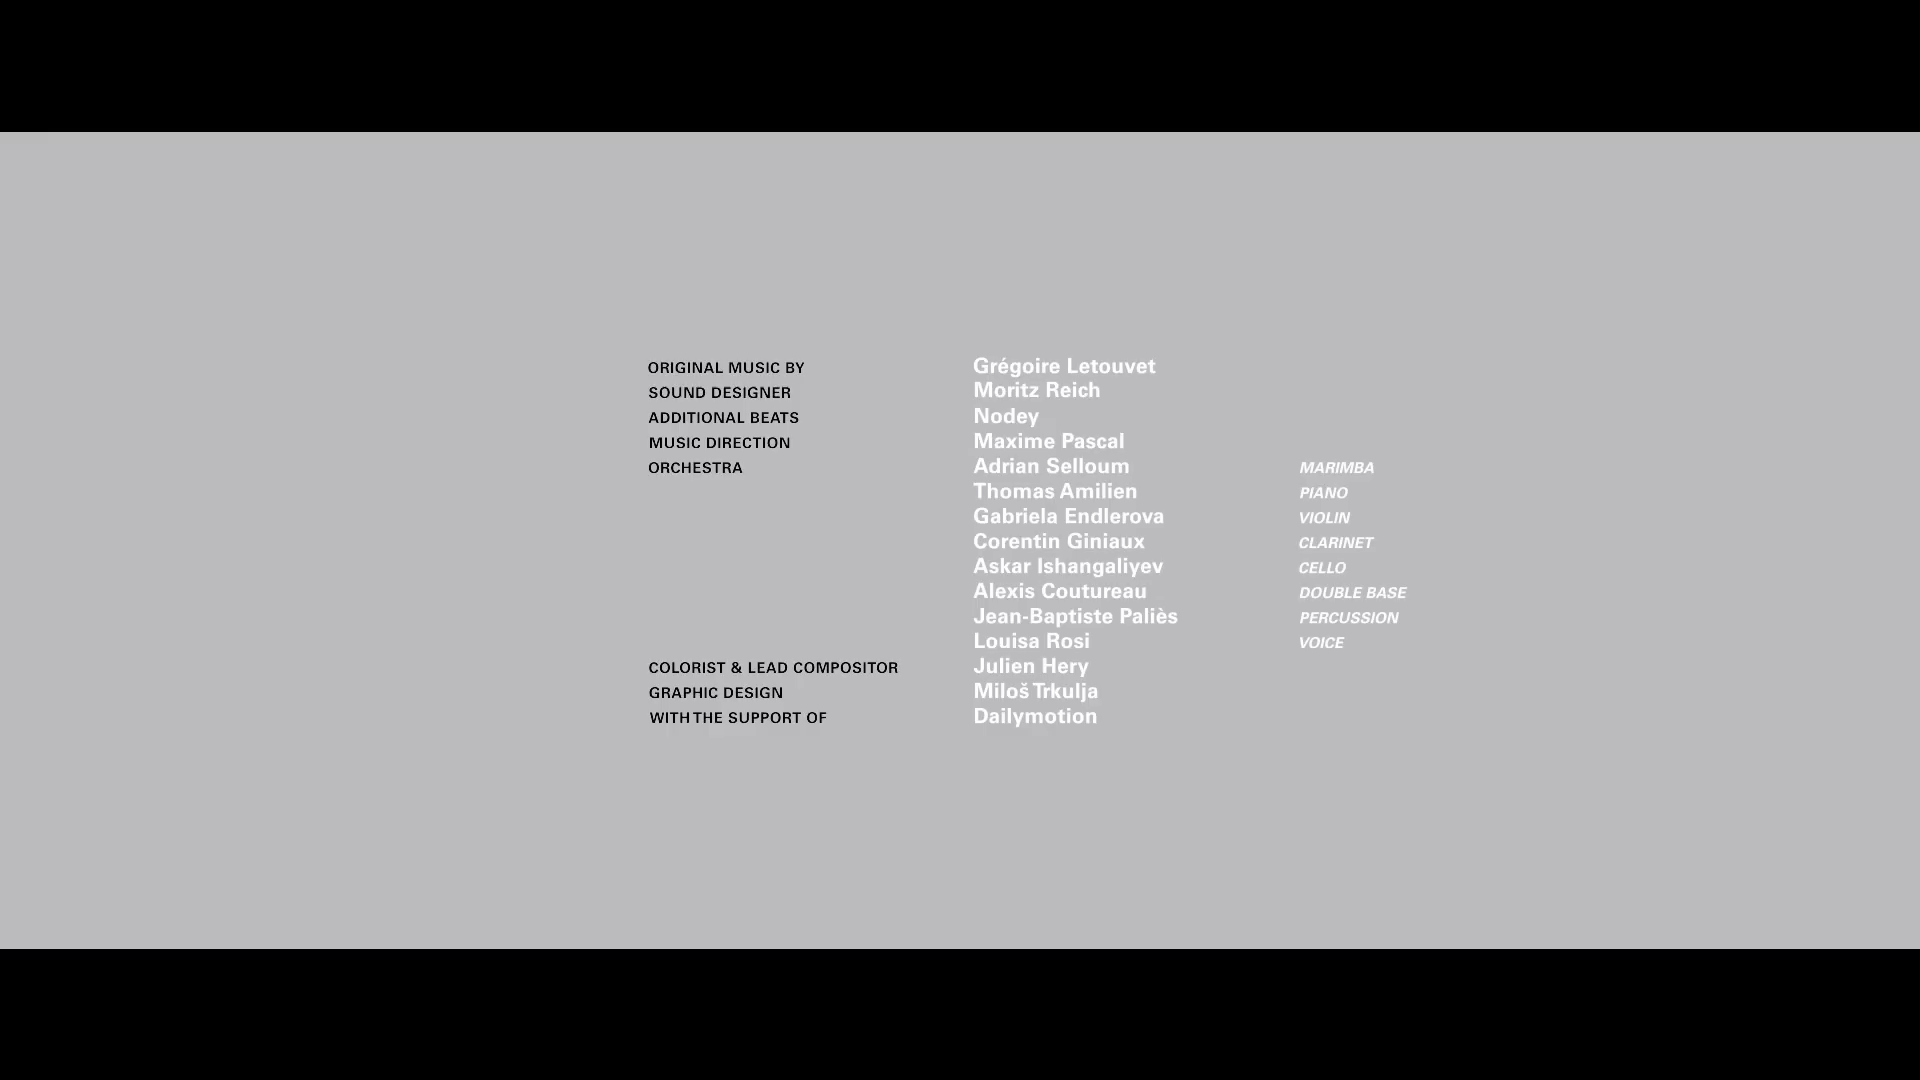 ORIGINAL MUSIC BY Grégoire Letouvet
SOUND DESIGNER Moritz Reich
ADDITIONAL BEATS Nodey
MUSIC DIRECTION Maxime Pascal
ORCHESTRA Adrian Selloum MARIMBA
Thomas Amilien PIANO
Gabriela Endlerova VIOLIN
Corentin Giniaux CLARINET
Askar Ishangaliyev CELLO
Alexis Coutureau DOUBLE BASE
Jean-Baptiste Paliès PERCUSSION
Louisa Rosi VOICE
COLORIST & LEAD COMPOSITOR Julien Hery
GRAPHIC DESIGN Miloš Trkulja
WITH THE SUPPORT OF Dailymotion